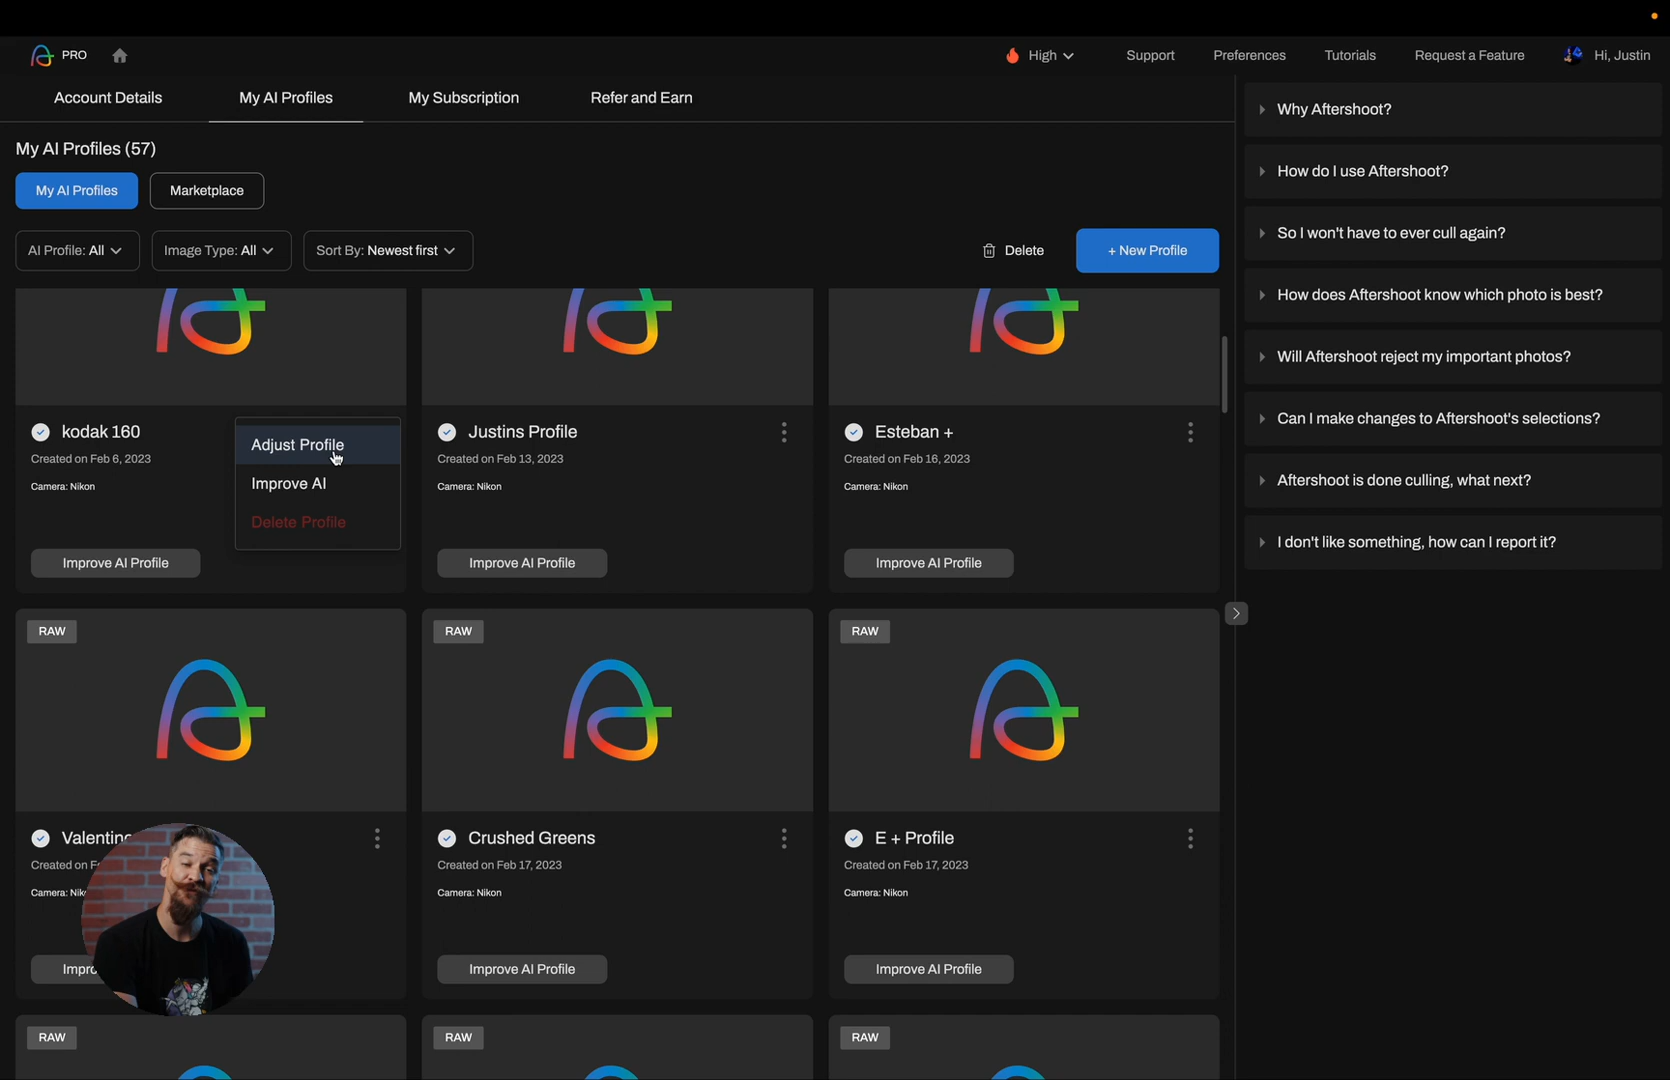 PRO
High
Support
Preferences
Tutorials
Request a Feature
Hi, Justin
Account Details
My AI Profiles
My Subscription
Refer and Earn
My AI Profiles (57)
My AI Profiles
Marketplace
AI Profile: All
Image Type: All
Sort By: Newest first
Delete
+ New Profile
kodak 160
Created on Feb 6, 2023
Camera: Nikon
Adjust Profile
Improve AI
Delete Profile
Improve AI Profile
Justins Profile
Created on Feb 13, 2023
Camera: Nikon
Improve AI Profile
Esteban +
Created on Feb 16, 2023
Camera: Nikon
Improve AI Profile
RAW
Created on
Camera:
RAW
Crushed Greens
Created on Feb 17, 2023
Camera: Nikon
Improve AI Profile
RAW
E + Profile
Created on Feb 17, 2023
Camera: Nikon
Improve AI Profile
RAW
RAW
RAW
Why Aftershoot?
How do I use Aftershoot?
So I won't have to ever cull again?
How does Aftershoot know which photo is best?
Will Aftershoot reject my important photos?
Can I make changes to Aftershoot's selections?
Aftershoot is done culling, what next?
I don't like something, how can I report it?